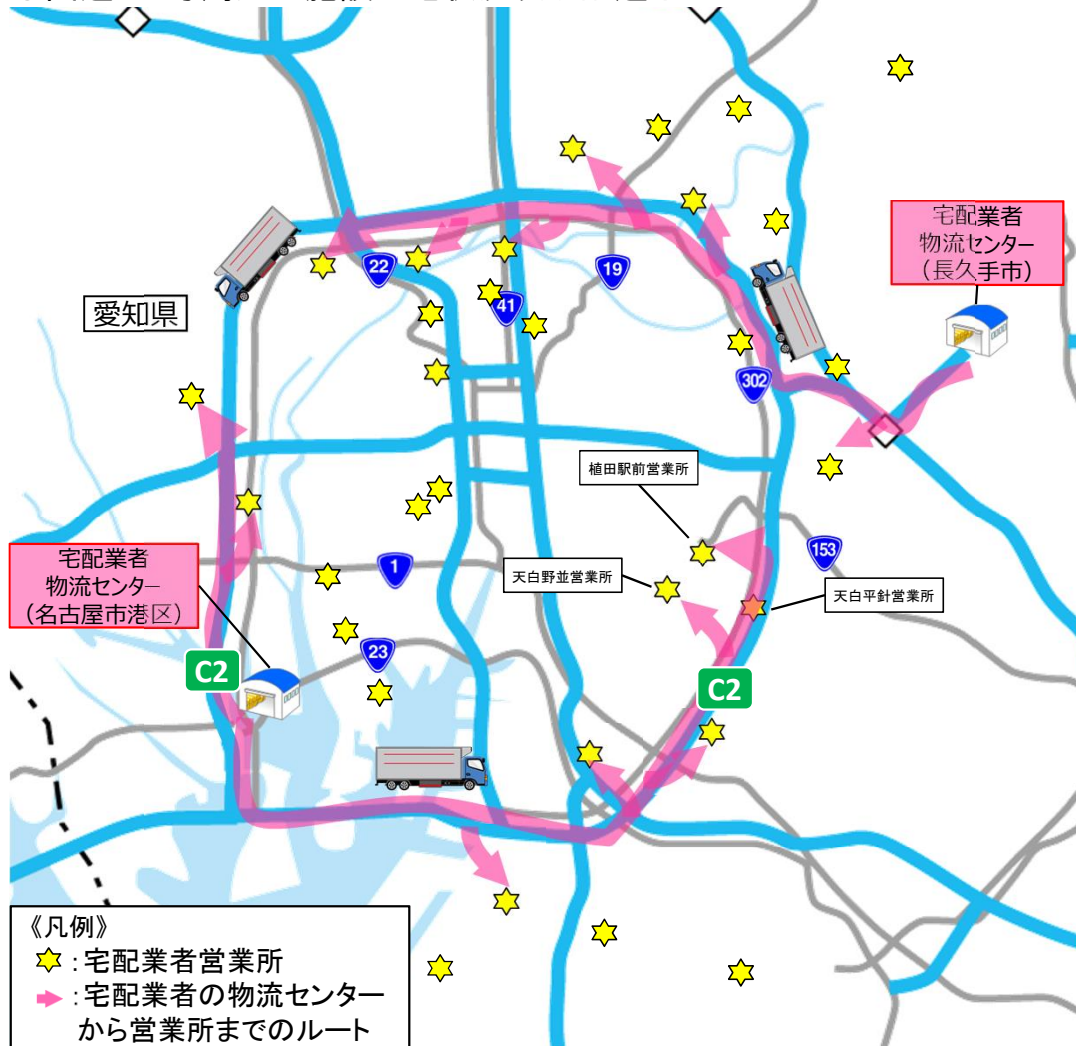 宅配業者
物流センター
（長久手市）
22
19
41
愛知県
302
植田駅前営業所
153
宅配業者
物流センター
（名古屋市港区）
1
天白野並営業所
天白平針営業所
23
C2
C2
《凡例》
：宅配業者営業所
：宅配業者の物流センター
から営業所までのルート